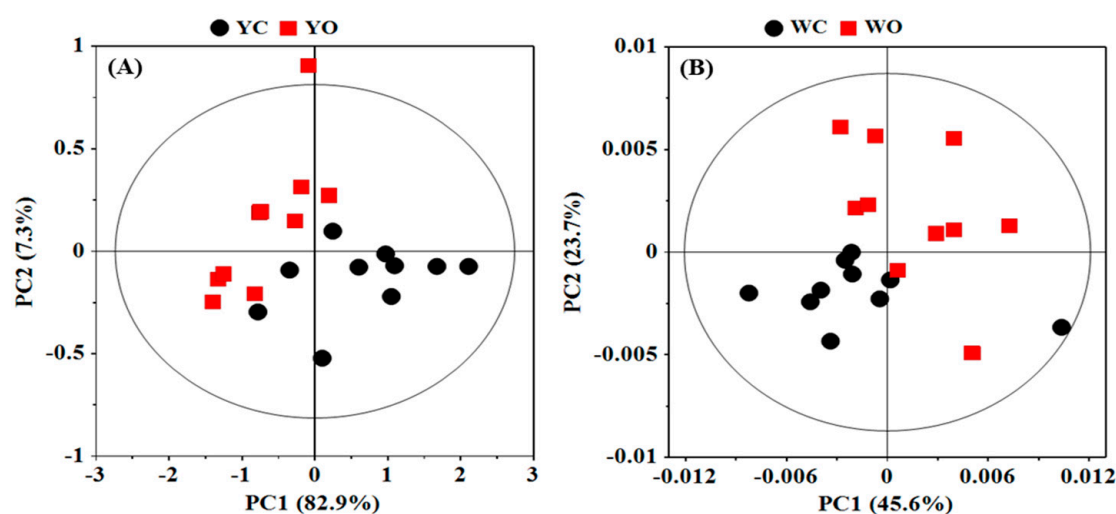 YC YO
(A)
1
0.5
0
-0.5
-1
-3 -2 -1 0 1 2 3
PC2 (7.3%)
PC1 (82.9%)
WC WO
(B)
0.01
0.005
0
-0.005
-0.01
-0.012 -0.006 0 0.006 0.012
PC2 (23.7%)
PC1 (45.6%)